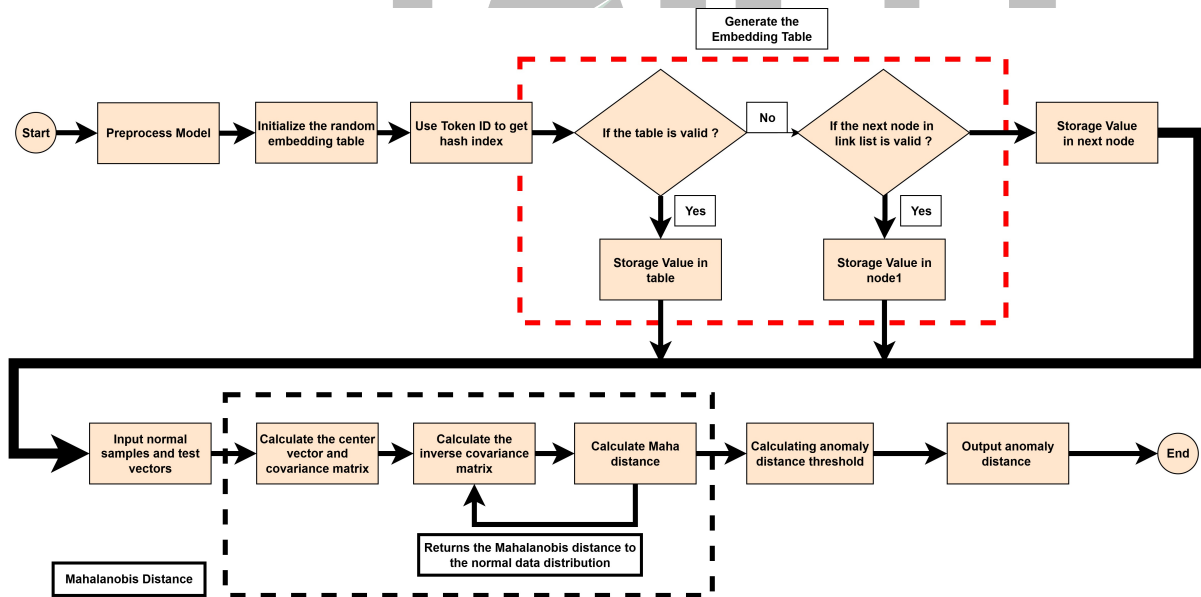 Generate the
Embedding Table
Start
Preprocess Model
Initialize the random
embedding table
Use Token ID to get
hash index
If the table is valid ?
No
If the next node in
link list is valid ?
Storage Value
in next node
Yes
Yes
Storage Value in
table
Storage Value in
node1
Input normal
samples and test
vectors
Calculate the center
vector and
covariance matrix
Calculate the
inverse covariance
matrix
Calculate Maha
distance
Calculating anomaly
distance threshold
Output anomaly
distance
End
Returns the Mahalanobis distance to
the normal data distribution
Mahalanobis Distance